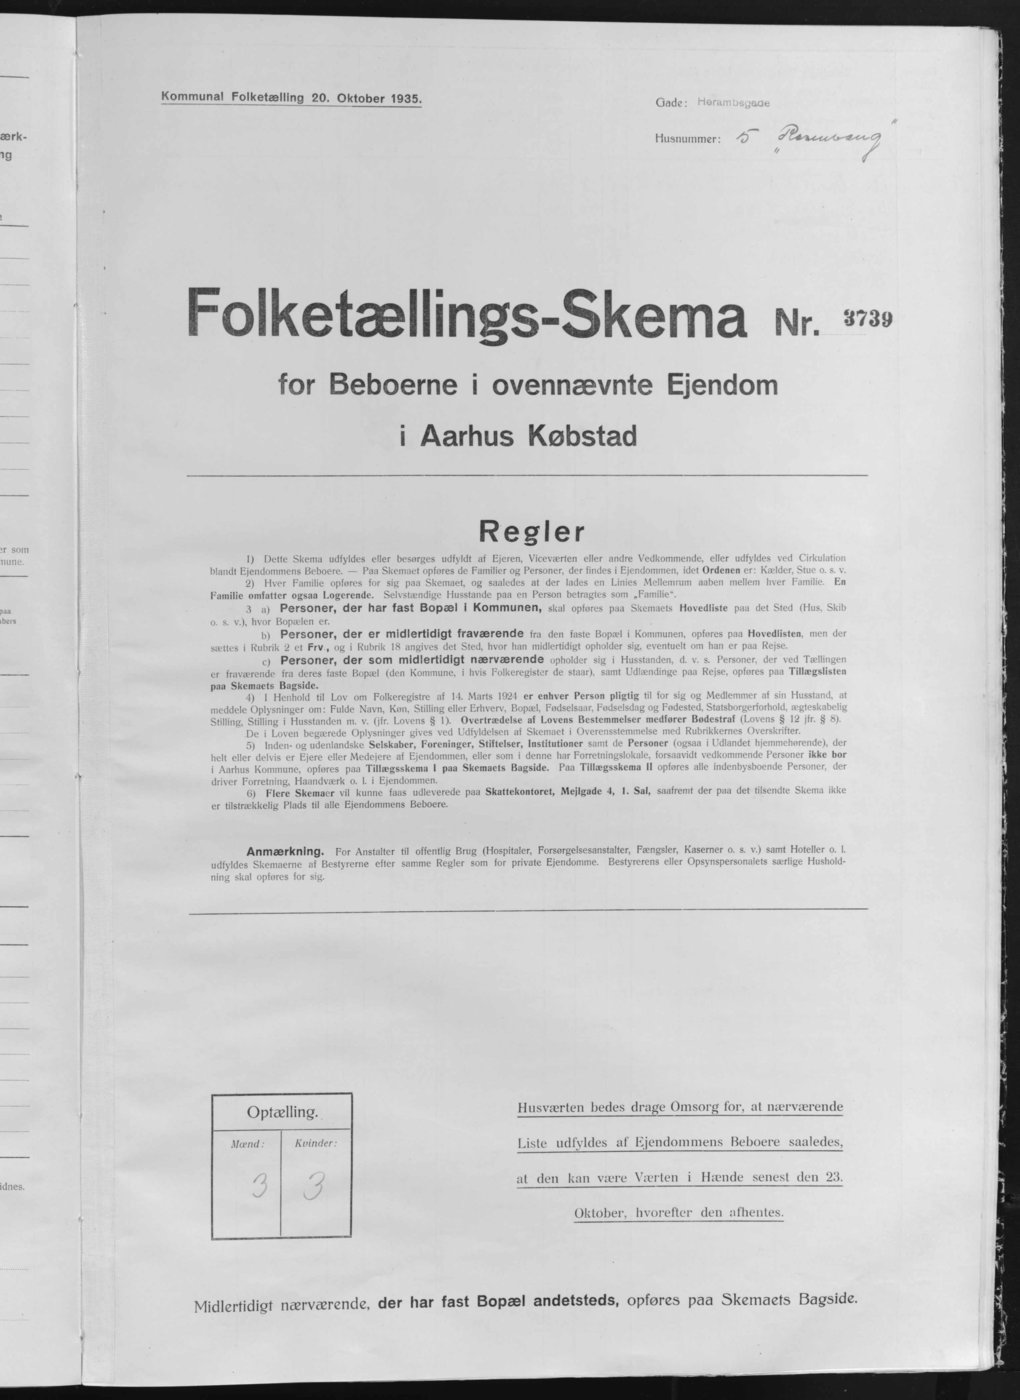 Kommunal Folketælling 20. Oktober 1935.
Gade:
Husnummer: 5
Folketællings-Skema Nr. 3739
for Beboerne i ovennævnte Ejendom
i Aarhus Købstad
Regler
1) Dette Skema udfyldes eller besørges udfyldt af Ejeren, Viceværten eller andre Vedkommende, eller udfyldes ved Cirkulation
blandt Ejendommens Beboere. — Paa Skemaet opføres de Familier og Personer, der findes i Ejendommen, idet Ordenen er: Kælder, Stue o. s. v.
2) Hver Familie opføres for sig paa Skemaet, og saaledes at der lades en Linies Mellemrum aaben mellem hver Familie. En
Familie omfatter ogsaa Logerende. Selvstændige Husstande paa en Person betragtes som „Familie“.
3 a) Personer, der har fast Bopæl i Kommunen, skal opføres paa Skemaets Hovedliste paa det Sted (Hus, Skib
o. s. v.), hvor Bopælen er.
b) Personer, der er midlertidigt fraværende fra den faste Bopæl i Kommunen, opføres paa Hovedlisten, men der
sættes i Rubrik 2 et Frv., og i Rubrik 18 angives det Sted, hvor han midlertidigt opholder sig, eventuelt om han er paa Rejse.
c) Personer, der som midlertidigt nærværende opholder sig i Husstanden, d. v. s. Personer, der ved Tællingen
er fraværende fra deres faste Bopæl (den Kommune, i hvis Folkeregister de staar), samt Udlændinge paa Rejse, opføres paa Tillægslisten
paa Skemaets Bagside.
4) I Henhold til Lov om Folkeregistre af 14. Marts 1924 er enhver Person pligtig til for sig og Medlemmer af sin Husstand, at
meddele Oplysninger om: Fulde Navn, Køn, Stilling eller Erhverv, Bopæl, Fødselsaar, Fødselsdag og Fødested, Statsborgerforhold, ægteskabelig
Stilling, Stilling i Husstanden m. v. (jfr. Lovens § 1). Overtrædelse af Lovens Bestemmelser medfører Bødestraf (Lovens § 12 jfr. § 8).
De i Loven begærede Oplysninger gives ved Udfyldelsen af Skemaet i Overensstemmelse med Rubrikkernes Overskrifter.
5) Inden- og udenlandske Selskaber, Foreninger, Stiftelser, Institutioner samt de Personer (ogsaa i Udlandet hjemmehørende), der
helt eller delvis er Ejere eller Medejere af Ejendommen, eller som i denne har Forretningslokale, forsaavidt vedkommende Personer ikke bor
i Aarhus Kommune, opføres paa Tillægsskema I paa Skemaets Bagside. Paa Tillægsskema II opføres alle indenbysboende Personer, der
driver Forretning, Haandværk o. l. i Ejendommen.
6) Flere Skemaer vil kunne faas udleverede paa Skattekontoret, Mejlgade 4, 1. Sal, saafremt der paa det tilsendte Skema ikke
er tilstrækkelig Plads til alle Ejendommens Beboere.
Anmærkning. For Anstalter til offentlig Brug (Hospitaler, Forsørgelsesanstalter, Fængsler, Kaserner o. s. v.) samt Hoteller o. l.
udfyldes Skemaerne af Bestyrerne efter samme Regler som for private Ejendomme. Bestyrerens eller Opsynspersonalets særlige Hushold-
ning skal opføres for sig.
Optælling.
Mænd: Kvinder:
3 3
Husværten bedes drage Omsorg for, at nærværende
Liste udfyldes af Ejendommens Beboere saaledes,
at den kan være Værten i Hænde senest den 23.
Oktober, hvorefter den afhentes.
Midlertidigt nærværende, der har fast Bopæl andetsteds, opføres paa Skemaets Bagside.